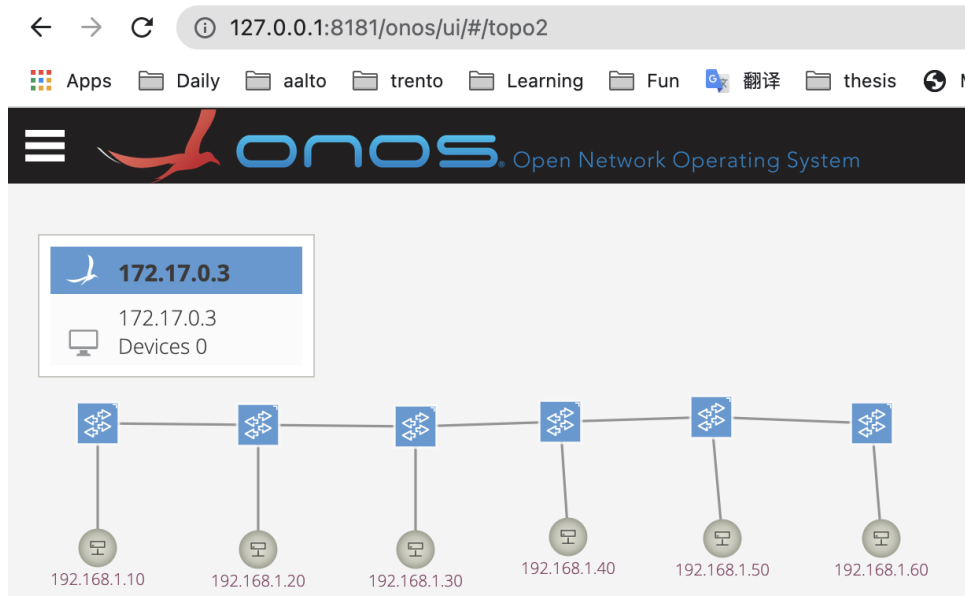 127.0.0.1:8181/onos/ui/#/topo2
Apps Daily aalto trento Learning Fun 翻译 thesis
onos Open Network Operating System
172.17.0.3
172.17.0.3
Devices 0
192.168.1.10 192.168.1.20 192.168.1.30 192.168.1.40 192.168.1.50 192.168.1.60